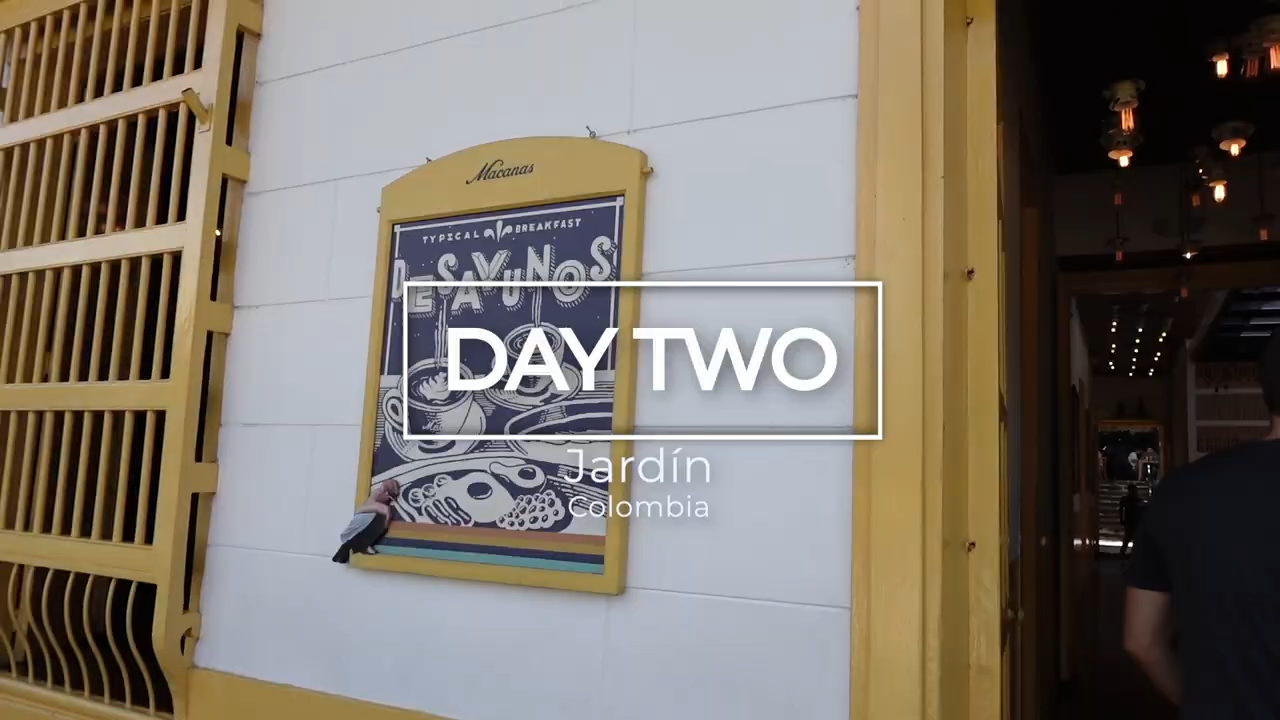 Macanas
TYPICAL BREAKFAST
DESAYUNOS
DAY TWO
Jardín
Colombia